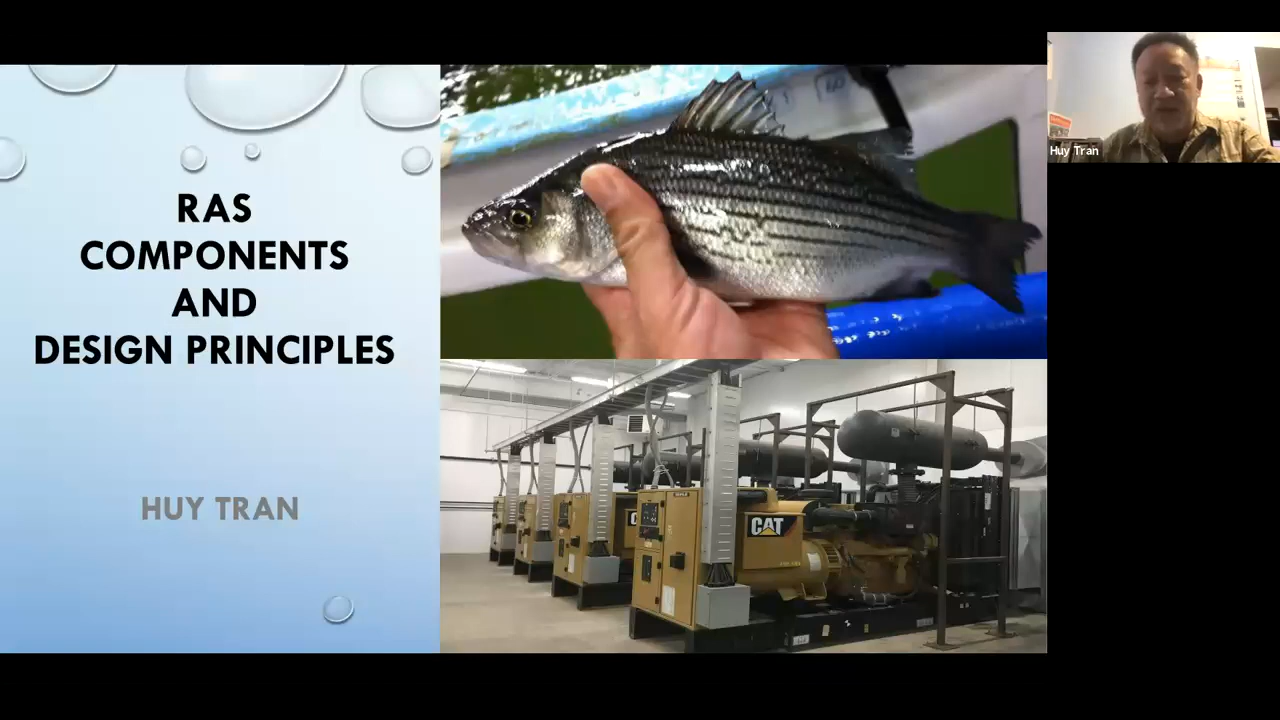 RAS
COMPONENTS
AND
DESIGN PRINCIPLES
HUY TRAN
CAT
Huy Tran